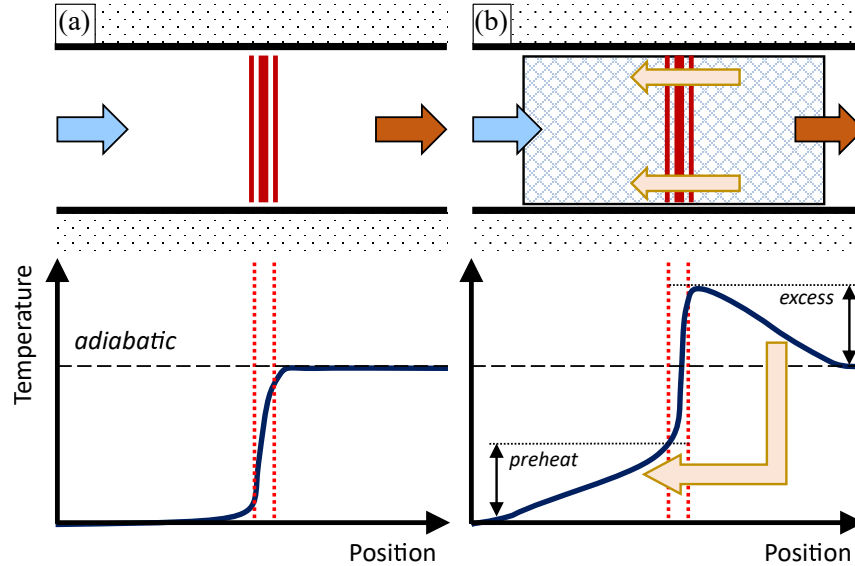 (a)
(b)
Temperature
adiabatic
Position
excess
preheat
Position